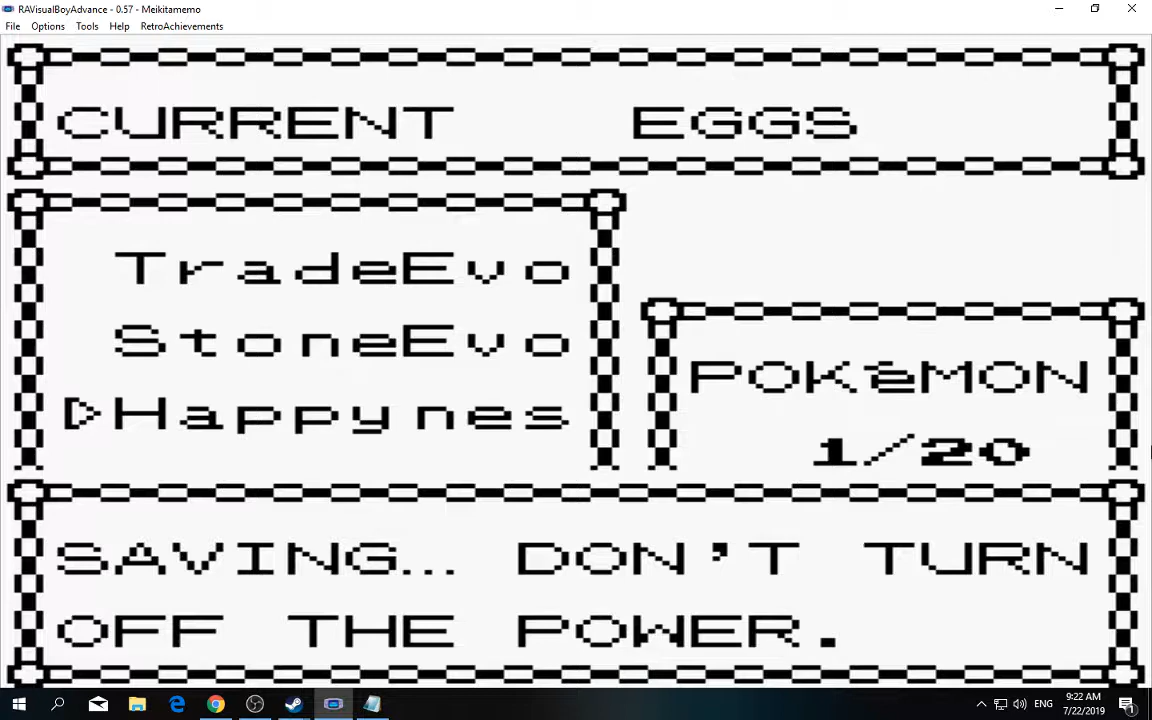 RAVisualBoyAdvance - 0.57 - Meikitamemo
File Options Tools Help RetroAchievements
CURRENT EGGS
TradeEvo
StoneEvo
▷Happynes
POKéMON
1/20
SAVING... DON'T TURN
OFF THE POWER.
ENG
9:22 AM
7/22/2019
1